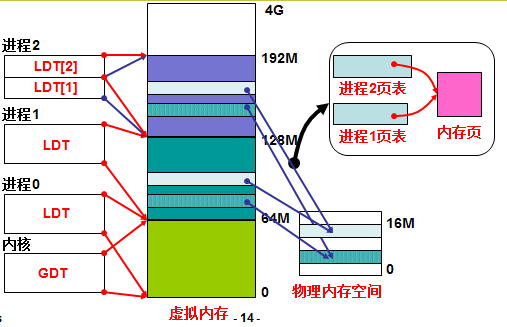 4G
进程2
LDT[2]
LDT[1]
192M
进程2页表
进程1页表
内存页
进程1
LDT
128M
进程0
LDT
64M
16M
内核
GDT
0
0
物理内存空间
虚拟内存
- 14 -
s